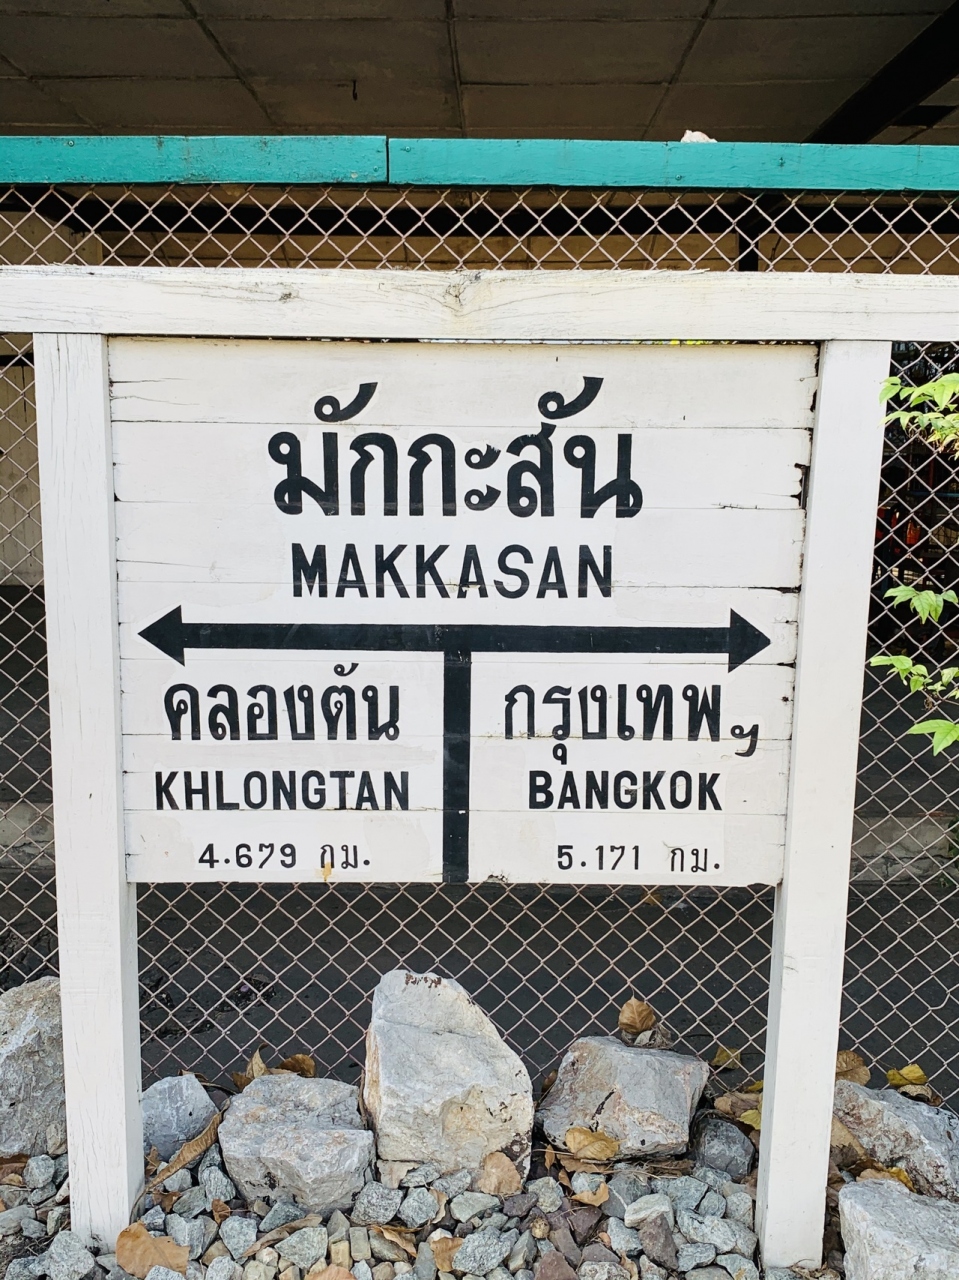 มักกะสัน
MAKKASAN
คลองตัน
KHLONGTAN
4.679 กม.
กรุงเทพฯ
BANGKOK
5.171 กม.